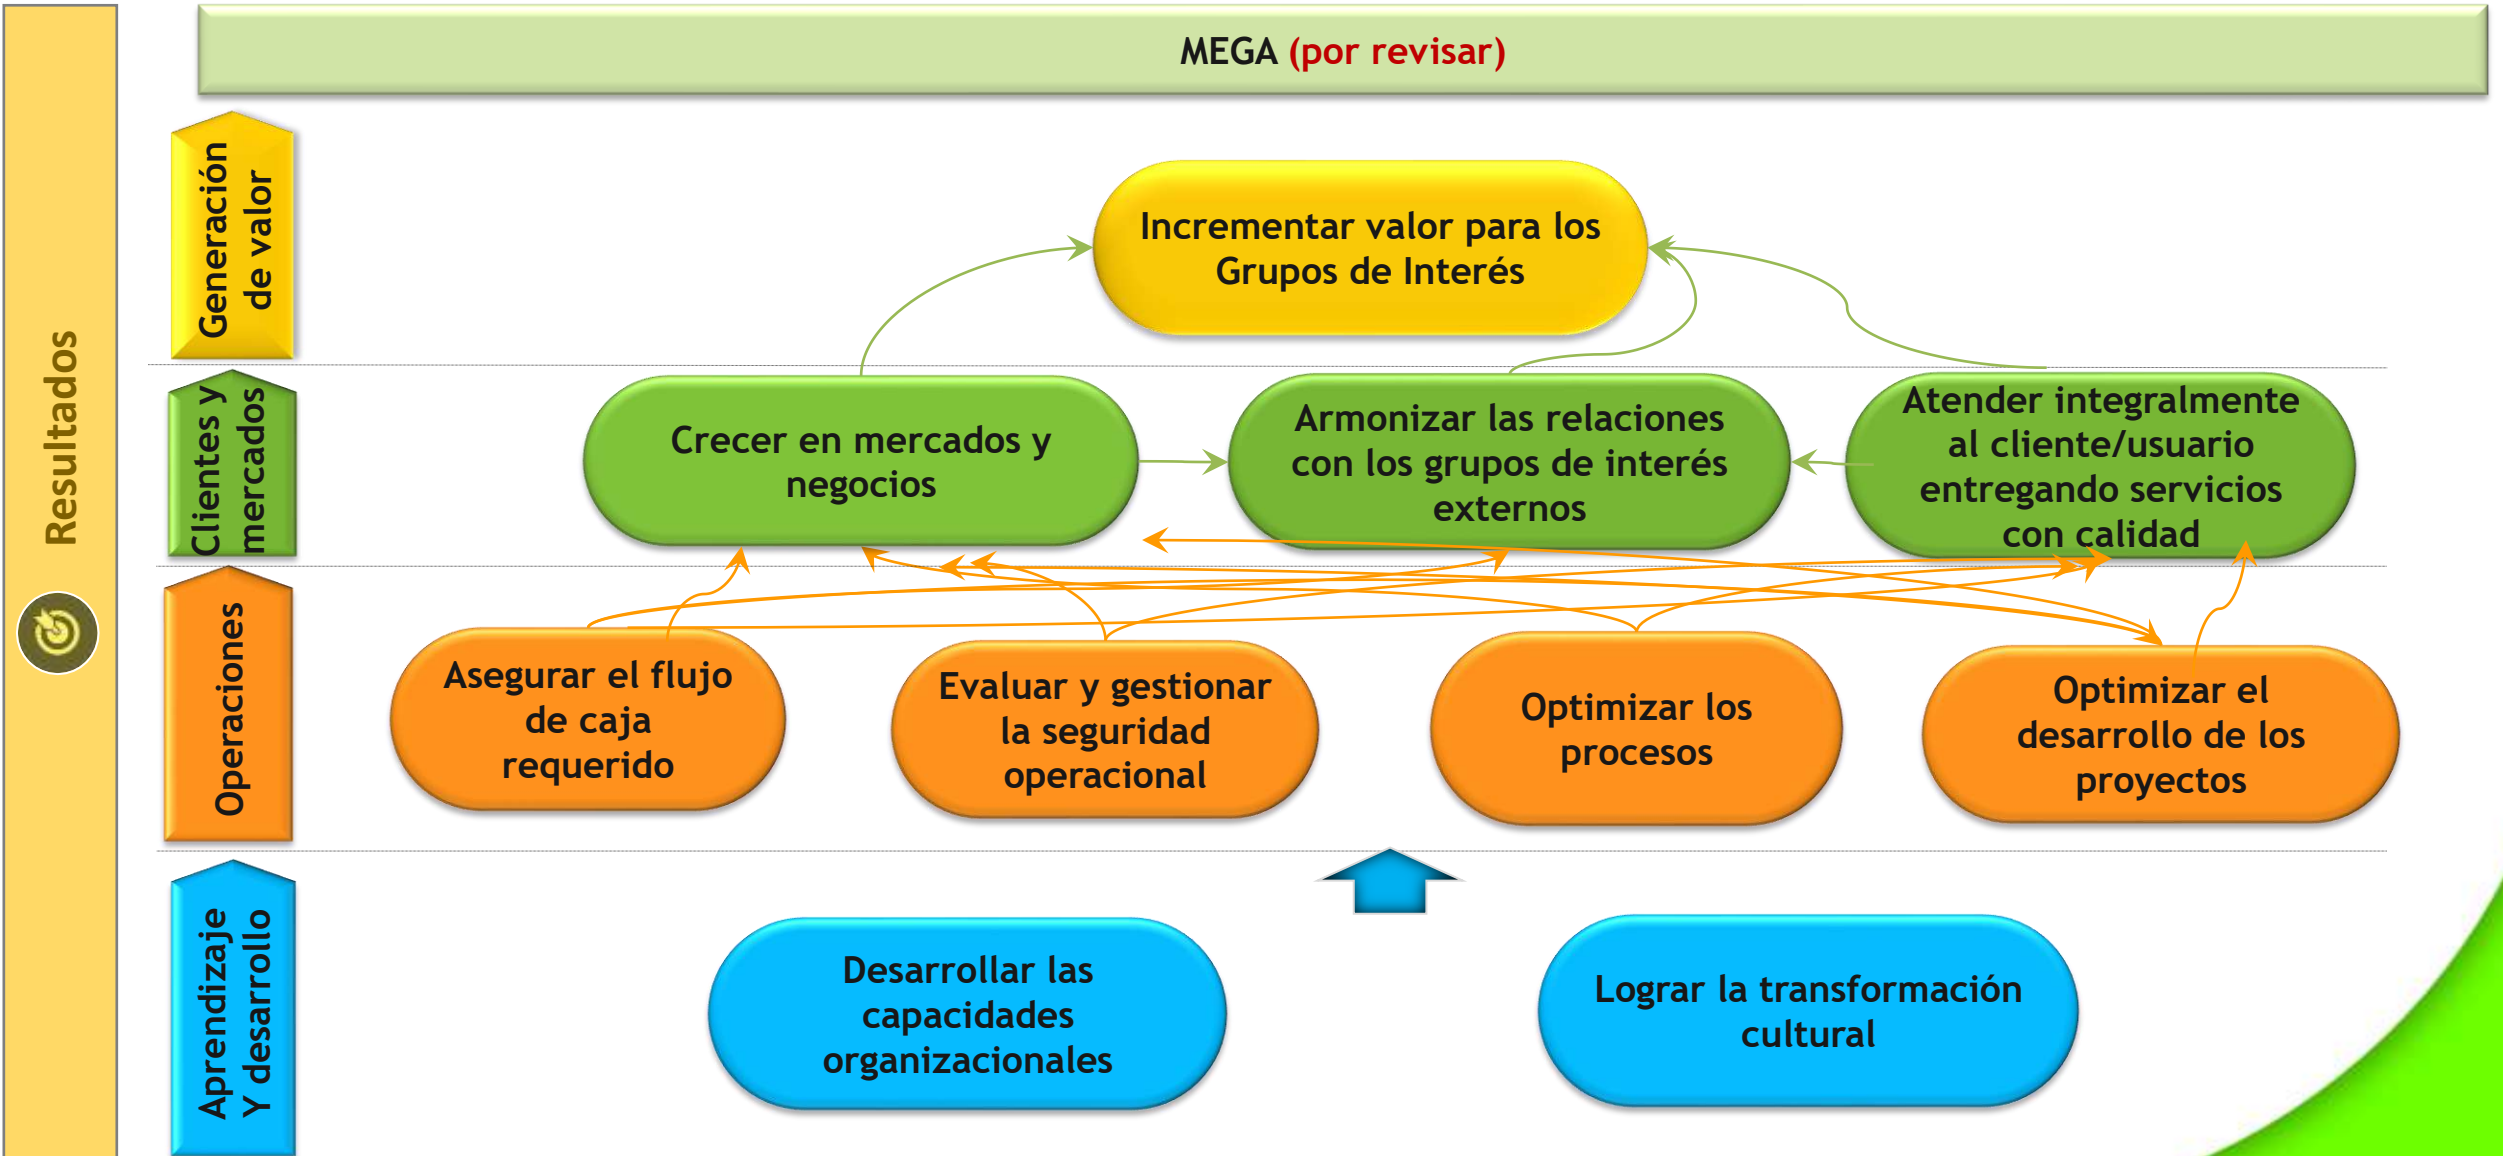 MEGA (por revisar)
Resultados
Generación
de valor
Incrementar valor para los
Grupos de Interés
Clientes y
mercados
Crecer en mercados y
negocios
Armonizar las relaciones
con los grupos de interés
externos
Atender integralmente
al cliente/usuario
entregando servicios
con calidad
Operaciones
Asegurar el flujo
de caja
requerido
Evaluar y gestionar
la seguridad
operacional
Optimizar los
procesos
Optimizar el
desarrollo de los
proyectos
Aprendizaje
Y desarrollo
Desarrollar las
capacidades
organizacionales
Lograr la transformación
cultural